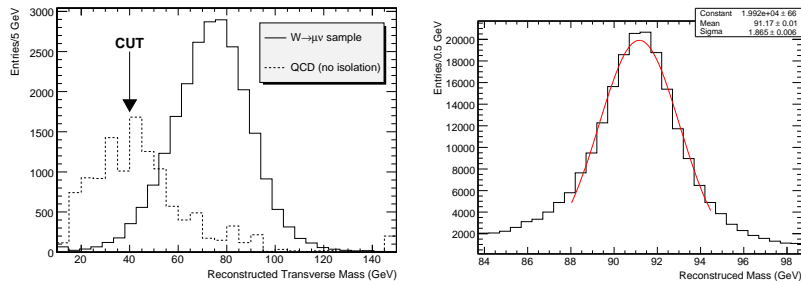 Entries/5 GeV
3000
2500
2000
1500
1000
500
0
CUT
W→μν sample
QCD (no isolation)
20 40 60 80 100 120 140
Reconstructed Transverse Mass (GeV)
Entries/0.5 GeV
20000
18000
16000
14000
12000
10000
8000
6000
4000
2000
Constant 1.992e+04 ± 66
Mean 91.17 ± 0.01
Sigma 1.865 ± 0.006
84 86 88 90 92 94 96 98
Reconstruced Mass (GeV)